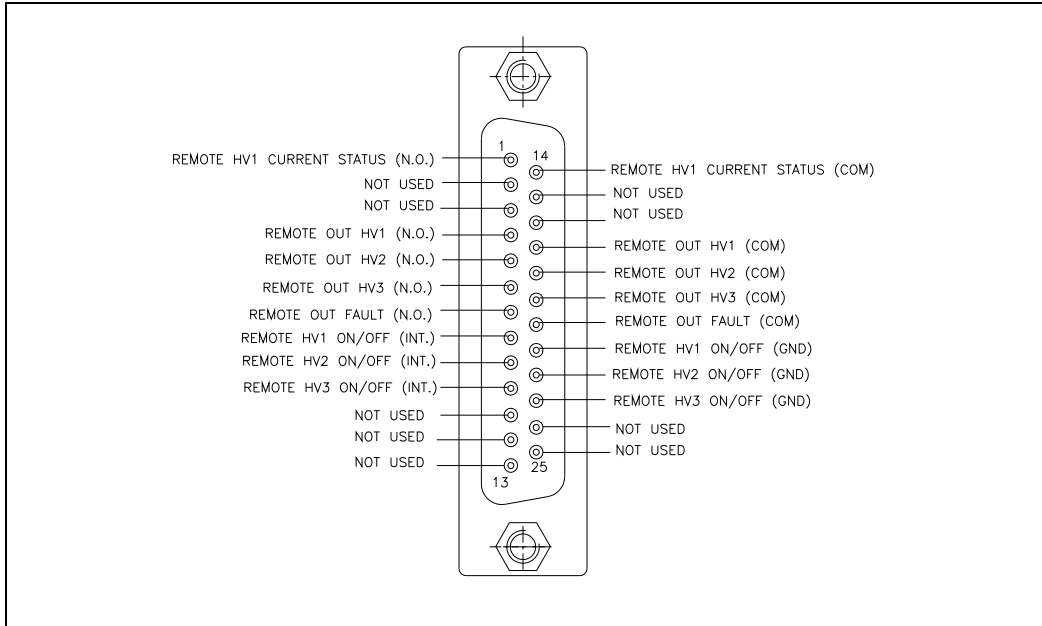 1
14
REMOTE HV1 CURRENT STATUS (N.O.)
NOT USED
NOT USED
REMOTE OUT HV1 (N.O.)
REMOTE OUT HV2 (N.O.)
REMOTE OUT HV3 (N.O.)
REMOTE OUT FAULT (N.O.)
REMOTE HV1 ON/OFF (INT.)
REMOTE HV2 ON/OFF (INT.)
REMOTE HV3 ON/OFF (INT.)
NOT USED
NOT USED
NOT USED
REMOTE HV1 CURRENT STATUS (COM)
NOT USED
NOT USED
REMOTE OUT HV1 (COM)
REMOTE OUT HV2 (COM)
REMOTE OUT HV3 (COM)
REMOTE OUT FAULT (COM)
REMOTE HV1 ON/OFF (GND)
REMOTE HV2 ON/OFF (GND)
REMOTE HV3 ON/OFF (GND)
NOT USED
NOT USED
13
25